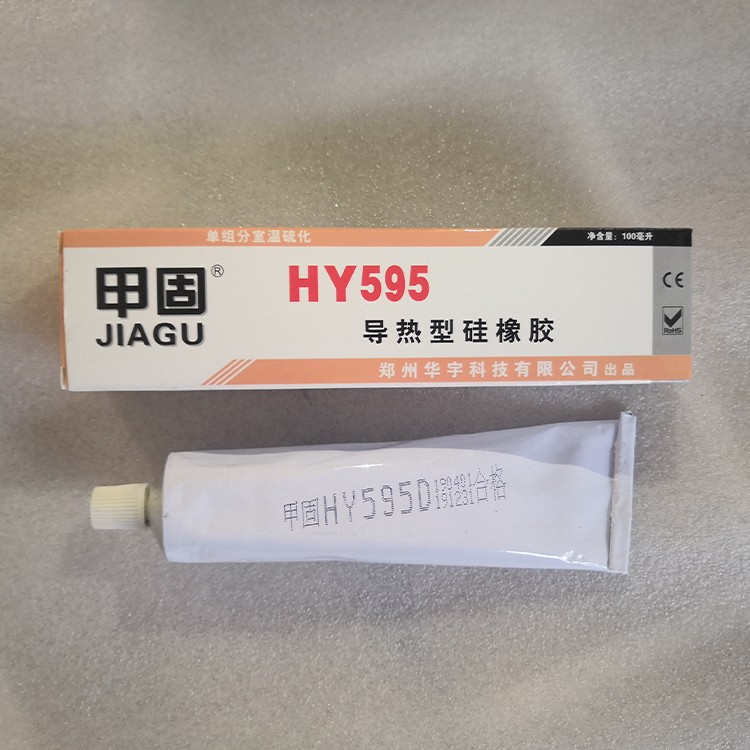 单组分室温硫化
净含量：100毫升
甲固®
JIAGU
HY595
导热型硅橡胶
CE
RoHS
郑州华宇科技有限公司出品
甲固HY595D 190401 合格
191231